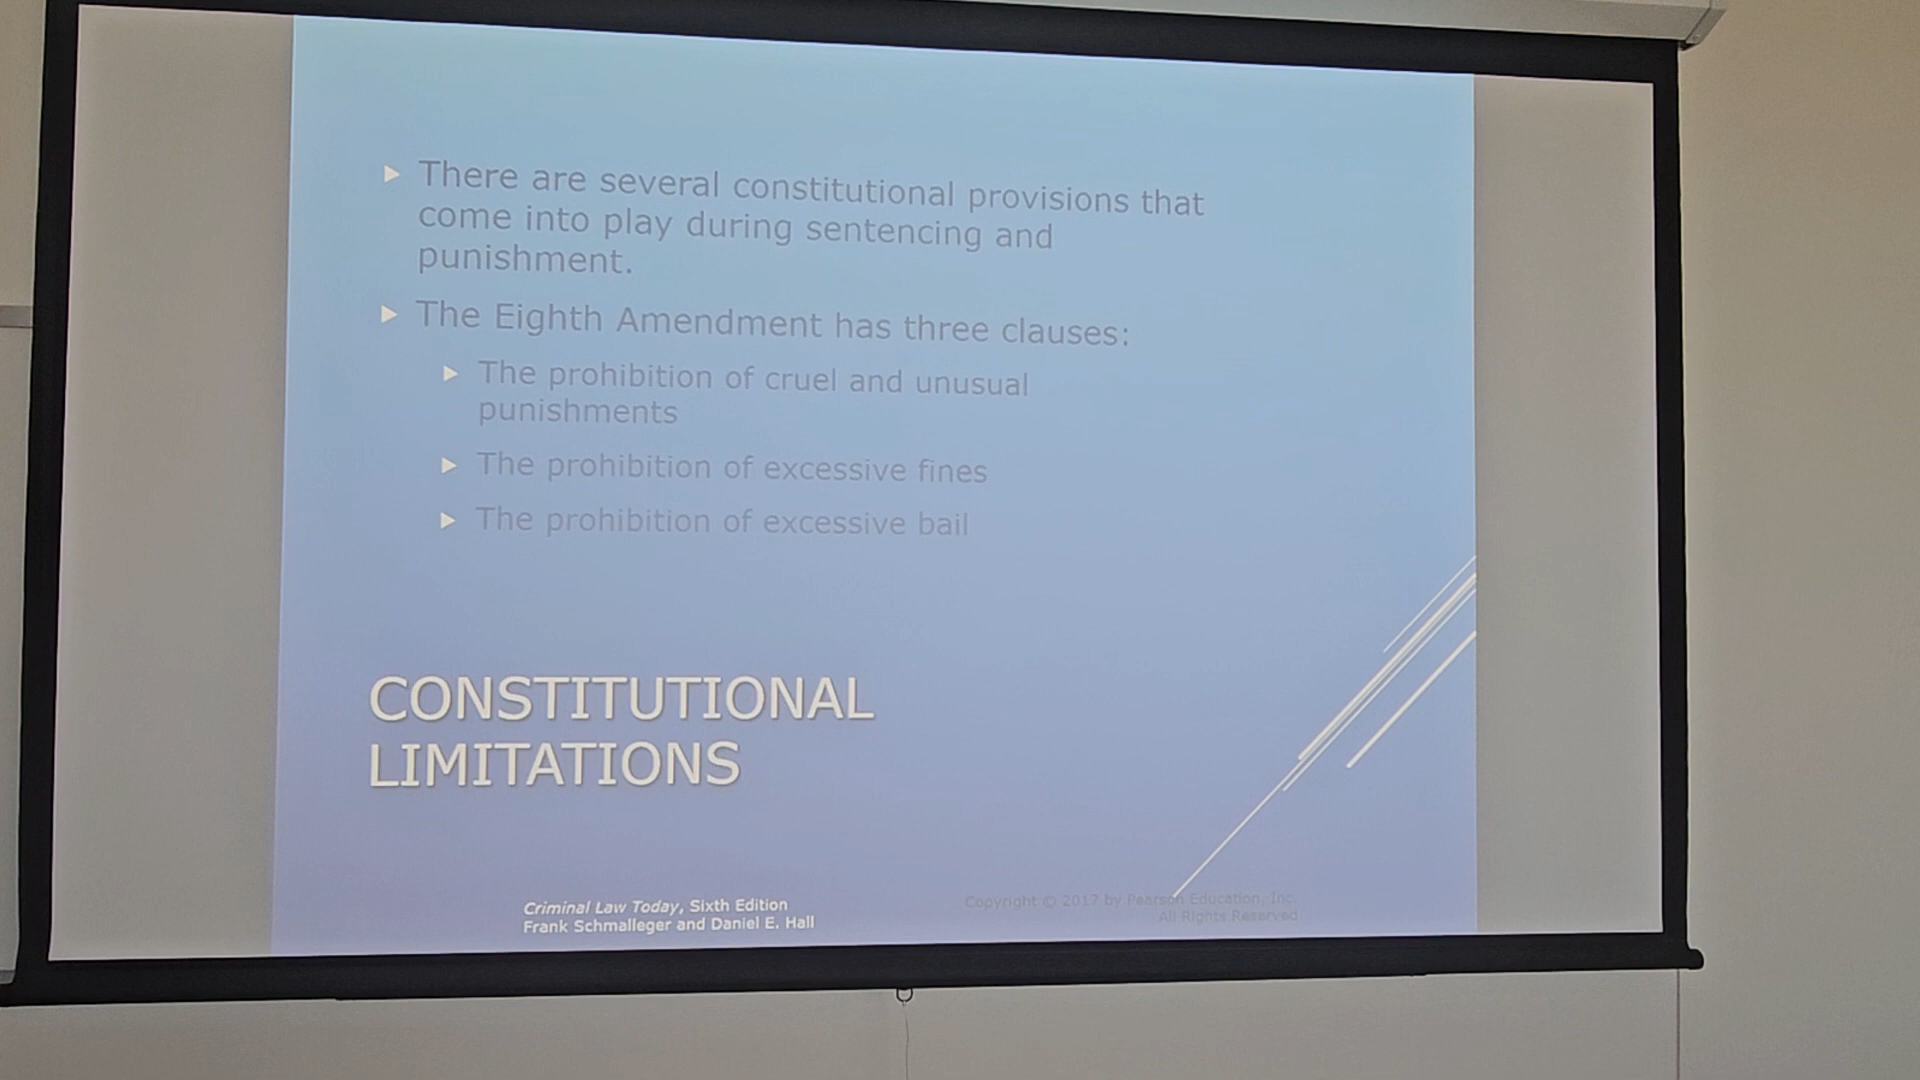 There are several constitutional provisions that
come into play during sentencing and
punishment.
The Eighth Amendment has three clauses:
The prohibition of cruel and unusual
punishments
The prohibition of excessive fines
The prohibition of excessive bail
CONSTITUTIONAL
LIMITATIONS
Criminal Law Today, Sixth Edition
Frank Schmalleger and Daniel E. Hall
Copyright © 2017 by Pearson Education, Inc.
All Rights Reserved